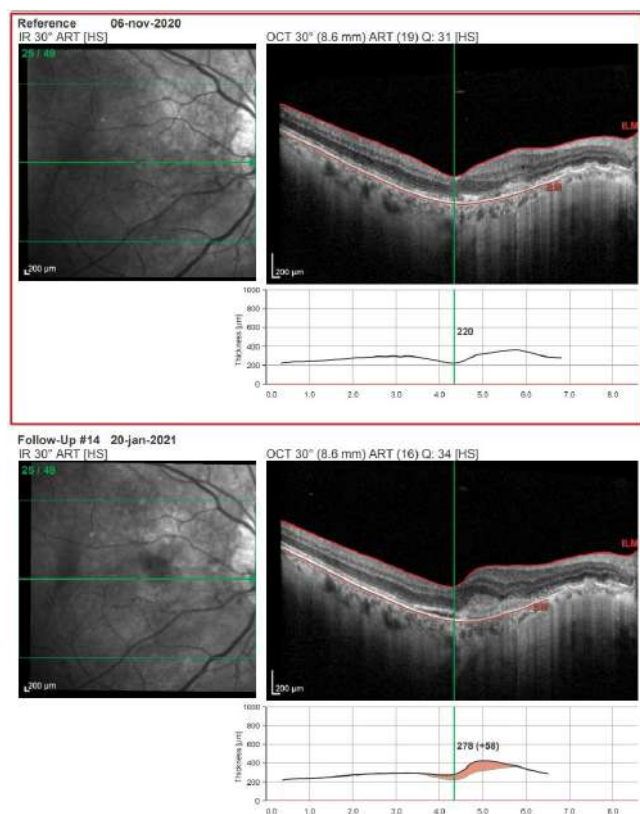 Reference 06-nov-2020
IR 30° ART [HS] OCT 30° (8.6 mm) ART (19) Q: 31 [HS]
25 / 49
ILM
BM
200 µm 200 µm
1000
800
600
400
200
0
Thickness [µm]
220
0.0 1.0 2.0 3.0 4.0 5.0 6.0 7.0 8.0
Follow-Up #14 20-jan-2021
IR 30° ART [HS] OCT 30° (8.6 mm) ART (16) Q: 34 [HS]
25 / 49
ILM
BM
200 µm 200 µm
1000
800
600
400
200
0
Thickness [µm]
278 (+58)
0.0 1.0 2.0 3.0 4.0 5.0 6.0 7.0 8.0